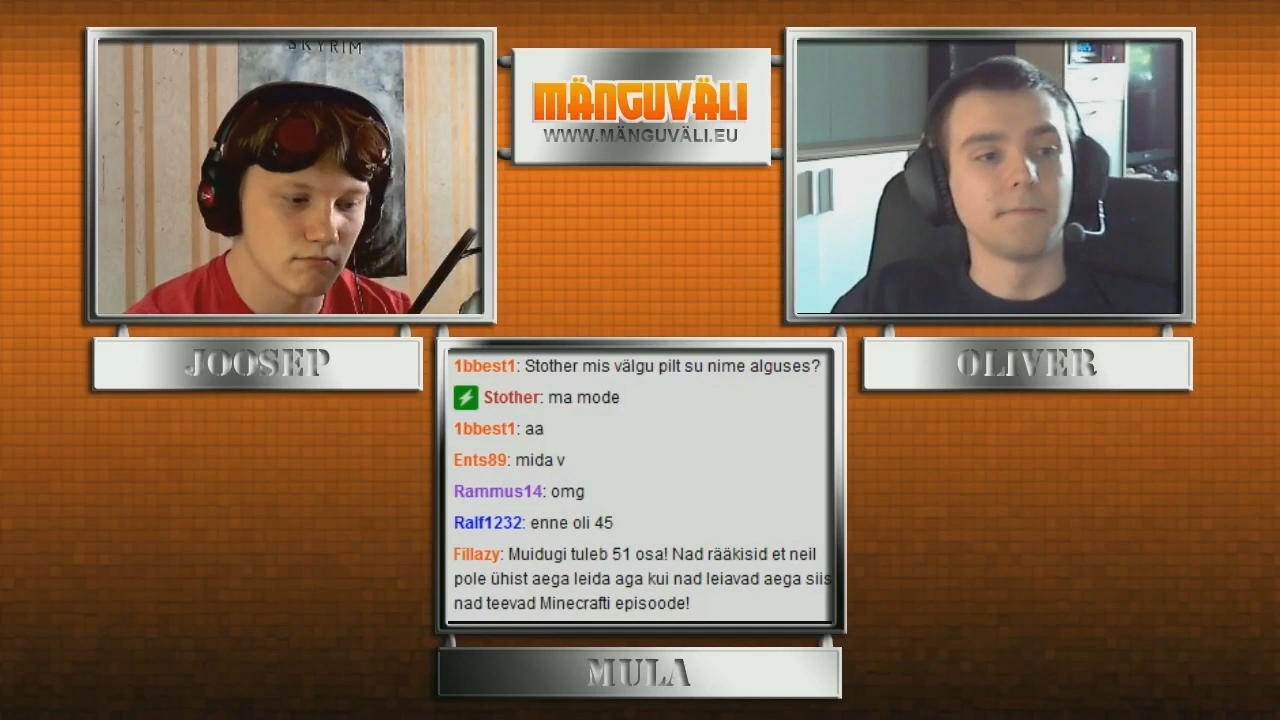 SKYRIM
MÄNGUVÄLI
WWW.MÄNGUVÄLI.EU
JOOSEP
OLIVER
1bbest1: Stother mis välgu pilt su nime alguses?
Stother: ma mode
1bbest1: aa
Ents89: mida v
Rammus14: omg
Ralf1232: enne oli 45
Fillazy: Muidugi tuleb 51 osa! Nad rääkisid et neil
pole ühist aega leida aga kui nad leiavad aega siis
nad teevad Minecrafti episoode!
MULA